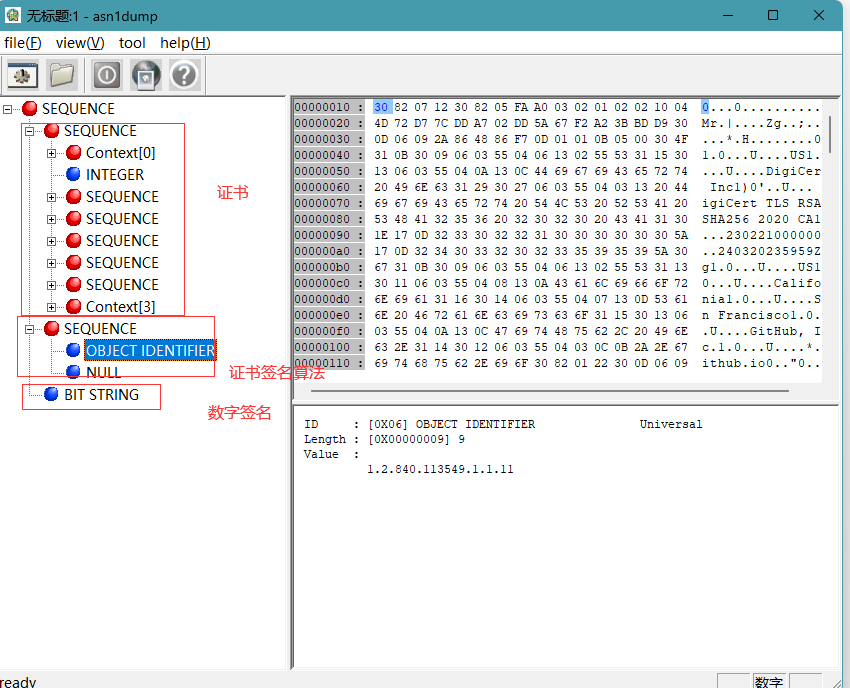 无标题:1 - asn1dump
file(F) view(V) tool help(H)
SEQUENCE
SEQUENCE
Context[0]
INTEGER
SEQUENCE
SEQUENCE
SEQUENCE
SEQUENCE
SEQUENCE
Context[3]
SEQUENCE
OBJECT IDENTIFIER
NULL
BIT STRING
证书
证书签名算法
数字签名
00000010 : 30 82 07 12 30 82 05 FA A0 03 02 01 02 02 10 04 0...0..........
00000020 : 4D 72 D7 7C DD A7 02 DD 5A 67 F2 A2 3B BD D9 30 Mr.|....Zg..;..
00000030 : 0D 06 09 2A 86 48 86 F7 0D 01 01 0B 05 00 30 4F ...*.H........0
00000040 : 31 0B 30 09 06 03 55 04 06 13 02 55 53 31 15 30 1.0...U....US1.
00000050 : 13 06 03 55 04 0A 13 0C 44 69 67 69 43 65 72 74 ...U....DigiCer
00000060 : 20 49 6E 63 31 29 30 27 06 03 55 04 03 13 20 44 Inc1)0'..U...
00000070 : 69 67 69 43 65 72 74 20 54 4C 53 20 52 53 41 20 igiCert TLS RSA
00000080 : 53 48 41 32 35 36 20 32 30 32 30 20 43 41 31 30 SHA256 2020 CA1
00000090 : 1E 17 0D 32 33 30 32 32 31 30 30 30 30 30 30 5A ...230221000000
000000a0 : 17 0D 32 34 30 33 32 30 32 33 35 39 35 39 5A 30 ..240320235959Z
000000b0 : 67 31 0B 30 09 06 03 55 04 06 13 02 55 53 31 13 g1.0...U....US1
000000c0 : 30 11 06 03 55 04 08 13 0A 43 61 6C 69 66 6F 72 0...U....Califo
000000d0 : 6E 69 61 31 16 30 14 06 03 55 04 07 13 0D 53 61 nia1.0...U....S
000000e0 : 6E 20 46 72 61 6E 63 69 73 63 6F 31 15 30 13 06 n Francisco1.0.
000000f0 : 03 55 04 0A 13 0C 47 69 74 48 75 62 2C 20 49 6E .U....GitHub, I
00000100 : 63 2E 31 14 30 12 06 03 55 04 03 0C 0B 2A 2E 67 c.1.0...U....*.
00000110 : 69 74 68 75 62 2E 69 6F 30 82 01 22 30 0D 06 09 ithub.io0.."0..
ID : [0X06] OBJECT IDENTIFIER Universal
Length : [0X00000009] 9
Value :
1.2.840.113549.1.1.11
ready
数字